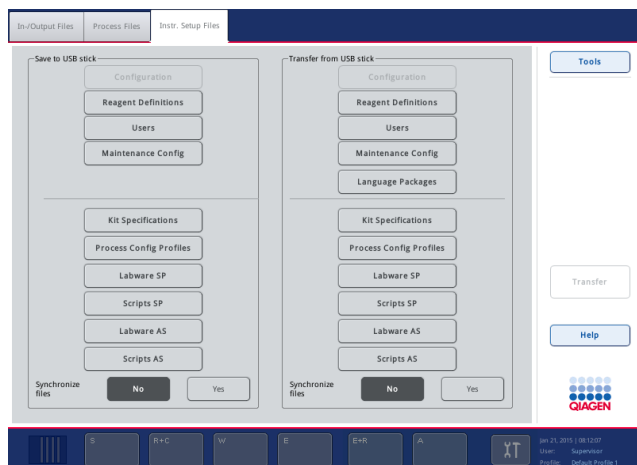 In-/Output Files
Process Files
Instr. Setup Files
Save to USB stick
Configuration
Reagent Definitions
Users
Maintenance Config
Kit Specifications
Process Config Profiles
Labware SP
Scripts SP
Labware AS
Scripts AS
Synchronize
files
No
Yes
Transfer from USB stick
Configuration
Reagent Definitions
Users
Maintenance Config
Language Packages
Kit Specifications
Process Config Profiles
Labware SP
Scripts SP
Labware AS
Scripts AS
Synchronize
files
No
Yes
Tools
Transfer
Help
QIAGEN
S
R+C
W
E
E+R
A
Jan 21, 2015 | 08:12:07
User: Supervisor
Profile: Default Profile 1